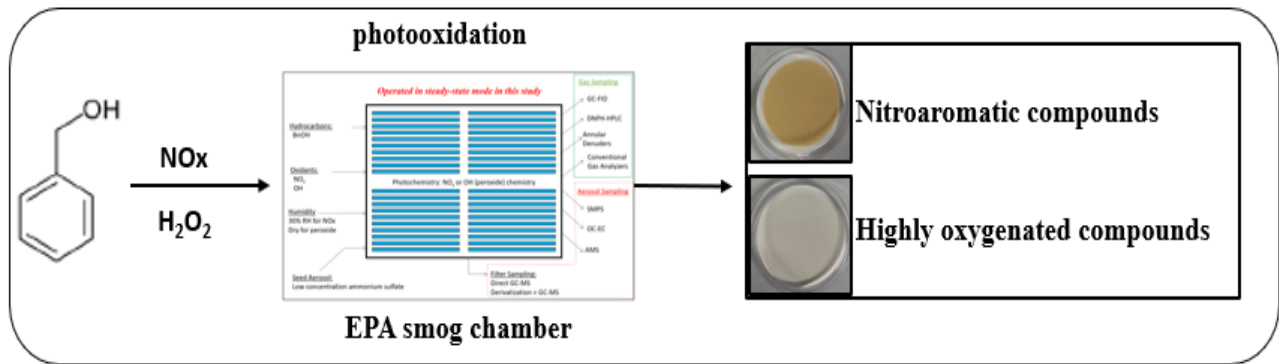 photooxidation
OH
NOx
H₂O₂
Operated in steady-state mode in this study
Hydrocarbons:
BnOH
Oxidants:
NOₓ
OH
Humidity
30% RH for NOx
Dry for peroxide
Seed Aerosol:
Low concentration ammonium sulfate
Photochemistry: NOₓ or OH (peroxide) chemistry
Gas Sampling
GC-FID
DNPH-HPLC
Annular
Denuders
Conventional
Gas Analyzers
Aerosol Sampling
SMPS
OC-EC
AMS
Filter Sampling:
Direct GC-MS
Derivatization + GC-MS
EPA smog chamber
Nitroaromatic compounds
Highly oxygenated compounds